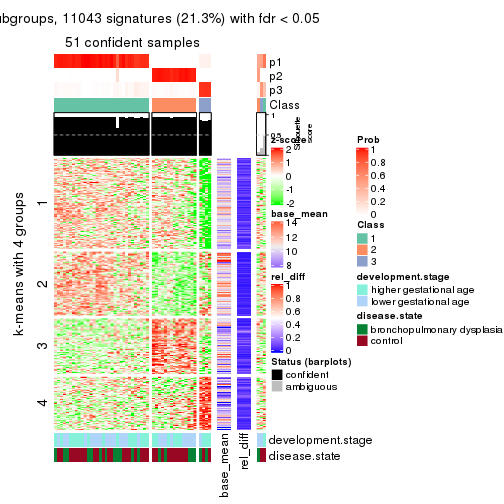 ubgroups, 11043 signatures (21.3%) with fdr < 0.05
51 confident samples
p1
p2
p3
Class
1
0.5
Silhouette
score
k-means with 4 groups
1
2
3
4
z-score
2
1
0
-1
-2
base_mean
14
12
10
8
rel_diff
1
0.8
0.6
0.4
0.2
0
Status (barplots)
confident
ambiguous
Prob
1
0.8
0.6
0.4
0.2
0
Class
1
2
3
development.stage
higher gestational age
lower gestational age
disease.state
bronchopulmonary dysplasia
control
development.stage
disease.state
base_mean
rel_diff